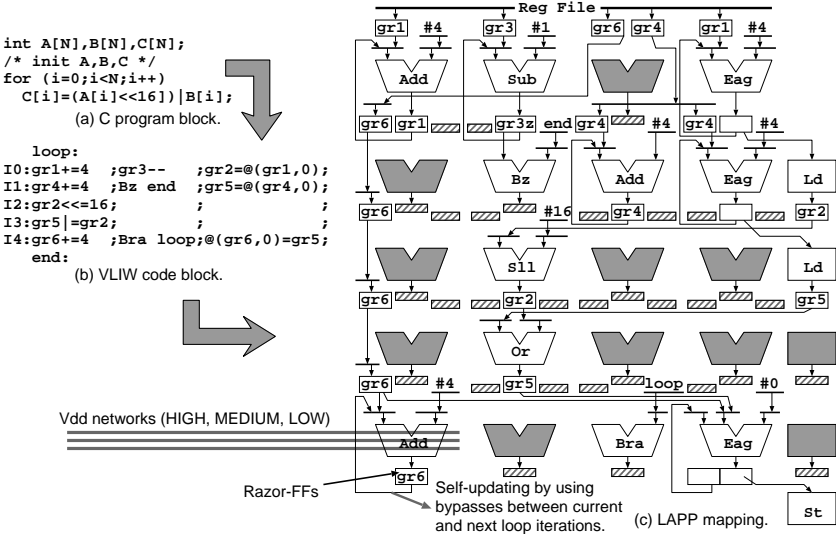 Reg File
gr1 #4 gr3 #1 gr6 gr4 gr1 #4
int A[N],B[N],C[N];
/* init A,B,C */
for (i=0;i<N;i++)
C[i]=(A[i]<<16])|B[i];
(a) C program block.
Add Sub Eag
gr6 gr1 gr3z end gr4 #4 gr4 #4
loop:
I0:gr1+=4 ;gr3-- ;gr2=@(gr1,0);
I1:gr4+=4 ;Bz end ;gr5=@(gr4,0);
I2:gr2<<=16; ; ;
I3:gr5|=gr2; ; ;
I4:gr6+=4 ;Bra loop;@(gr6,0)=gr5;
end:
(b) VLIW code block.
Bz Add Eag Ld
gr6 #16 gr4 gr2
Sll Ld
gr6 gr2 gr5
Or
gr6 #4 gr5 loop #0
Vdd networks (HIGH, MEDIUM, LOW)
Add Bra Eag
gr6
Razor-FFs
Self-updating by using
bypasses between current
and next loop iterations.
(c) LAPP mapping.
St